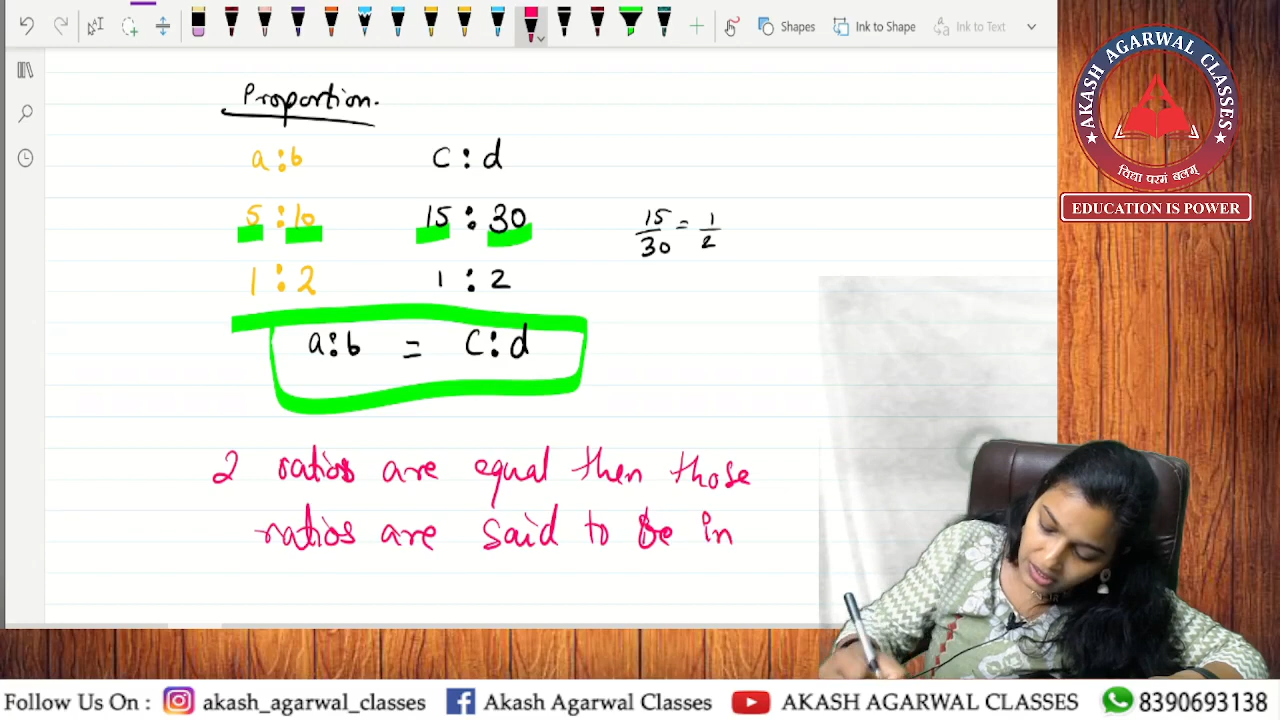 Shapes Ink to Shape Ink to Text
Proportion.
a:b c:d
5:10 15:30 15/30 = 1/2
1:2 1:2
a:b = c:d
2 ratios are equal then those
ratios are said to be in
AKASH AGARWAL CLASSES
विद्या परमं बलम्
EDUCATION IS POWER
Follow Us On : akash_agarwal_classes Akash Agarwal Classes AKASH AGARWAL CLASSES 8390693138